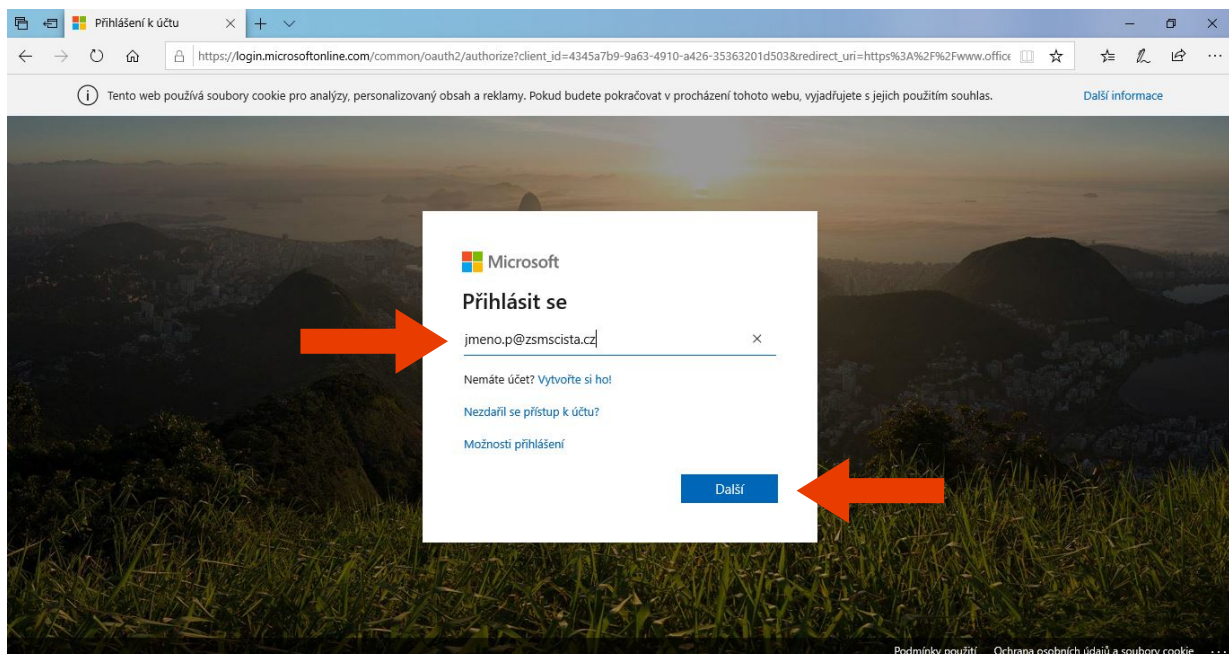 Přihlášení k účtu
https://login.microsoftonline.com/common/oauth2/authorize?client_id=4345a7b9-9a63-4910-a426-35363201d503&redirect_uri=https%3A%2F%2Fwww.office
Tento web používá soubory cookie pro analýzy, personalizovaný obsah a reklamy. Pokud budete pokračovat v procházení tohoto webu, vyjadřujete s jejich použitím souhlas. Další informace
Microsoft
Přihlásit se
jmeno.p@zsmscista.cz
Nemáte účet? Vytvořte si ho!
Nezdařil se přístup k účtu?
Možnosti přihlášení
Další
Podmínky použití Ochrana osobních údajů a soubory cookie ...